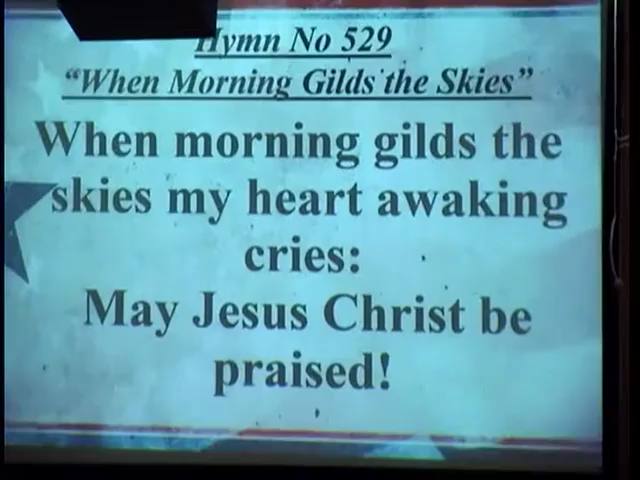 Hymn No 529
“When Morning Gilds the Skies”
When morning gilds the
skies my heart awaking
cries:
May Jesus Christ be
praised!